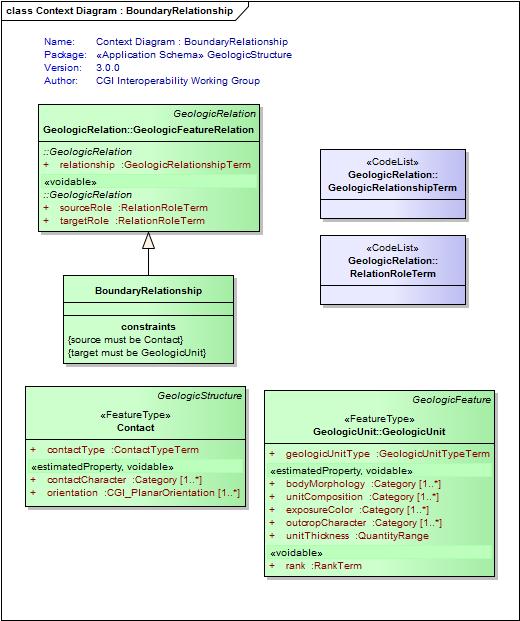 class Context Diagram : BoundaryRelationship
Name: Context Diagram : BoundaryRelationship
Package: «Application Schema» GeologicStructure
Version: 3.0.0
Author: CGI Interoperability Working Group
GeologicRelation
GeologicRelation::GeologicFeatureRelation
::GeologicRelation
+ relationship :GeologicRelationshipTerm
«voidable»
::GeologicRelation
+ sourceRole :RelationRoleTerm
+ targetRole :RelationRoleTerm
«CodeList»
GeologicRelation::
GeologicRelationshipTerm
«CodeList»
GeologicRelation::
RelationRoleTerm
BoundaryRelationship
constraints
{source must be Contact}
{target must be GeologicUnit}
GeologicStructure
«FeatureType»
Contact
+ contactType :ContactTypeTerm
«estimatedProperty, voidable»
+ contactCharacter :Category [1..*]
+ orientation :CGI_PlanarOrientation [1..*]
GeologicFeature
«FeatureType»
GeologicUnit::GeologicUnit
+ geologicUnitType :GeologicUnitTypeTerm
«estimatedProperty, voidable»
+ bodyMorphology :Category [1..*]
+ unitComposition :Category [1..*]
+ exposureColor :Category [1..*]
+ outcropCharacter :Category [1..*]
+ unitThickness :QuantityRange
«voidable»
+ rank :RankTerm